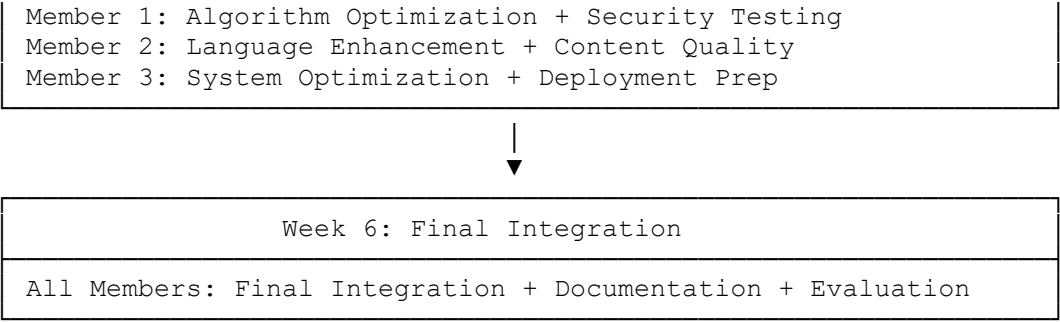 Member 1: Algorithm Optimization + Security Testing
Member 2: Language Enhancement + Content Quality
Member 3: System Optimization + Deployment Prep
Week 6: Final Integration
All Members: Final Integration + Documentation + Evaluation